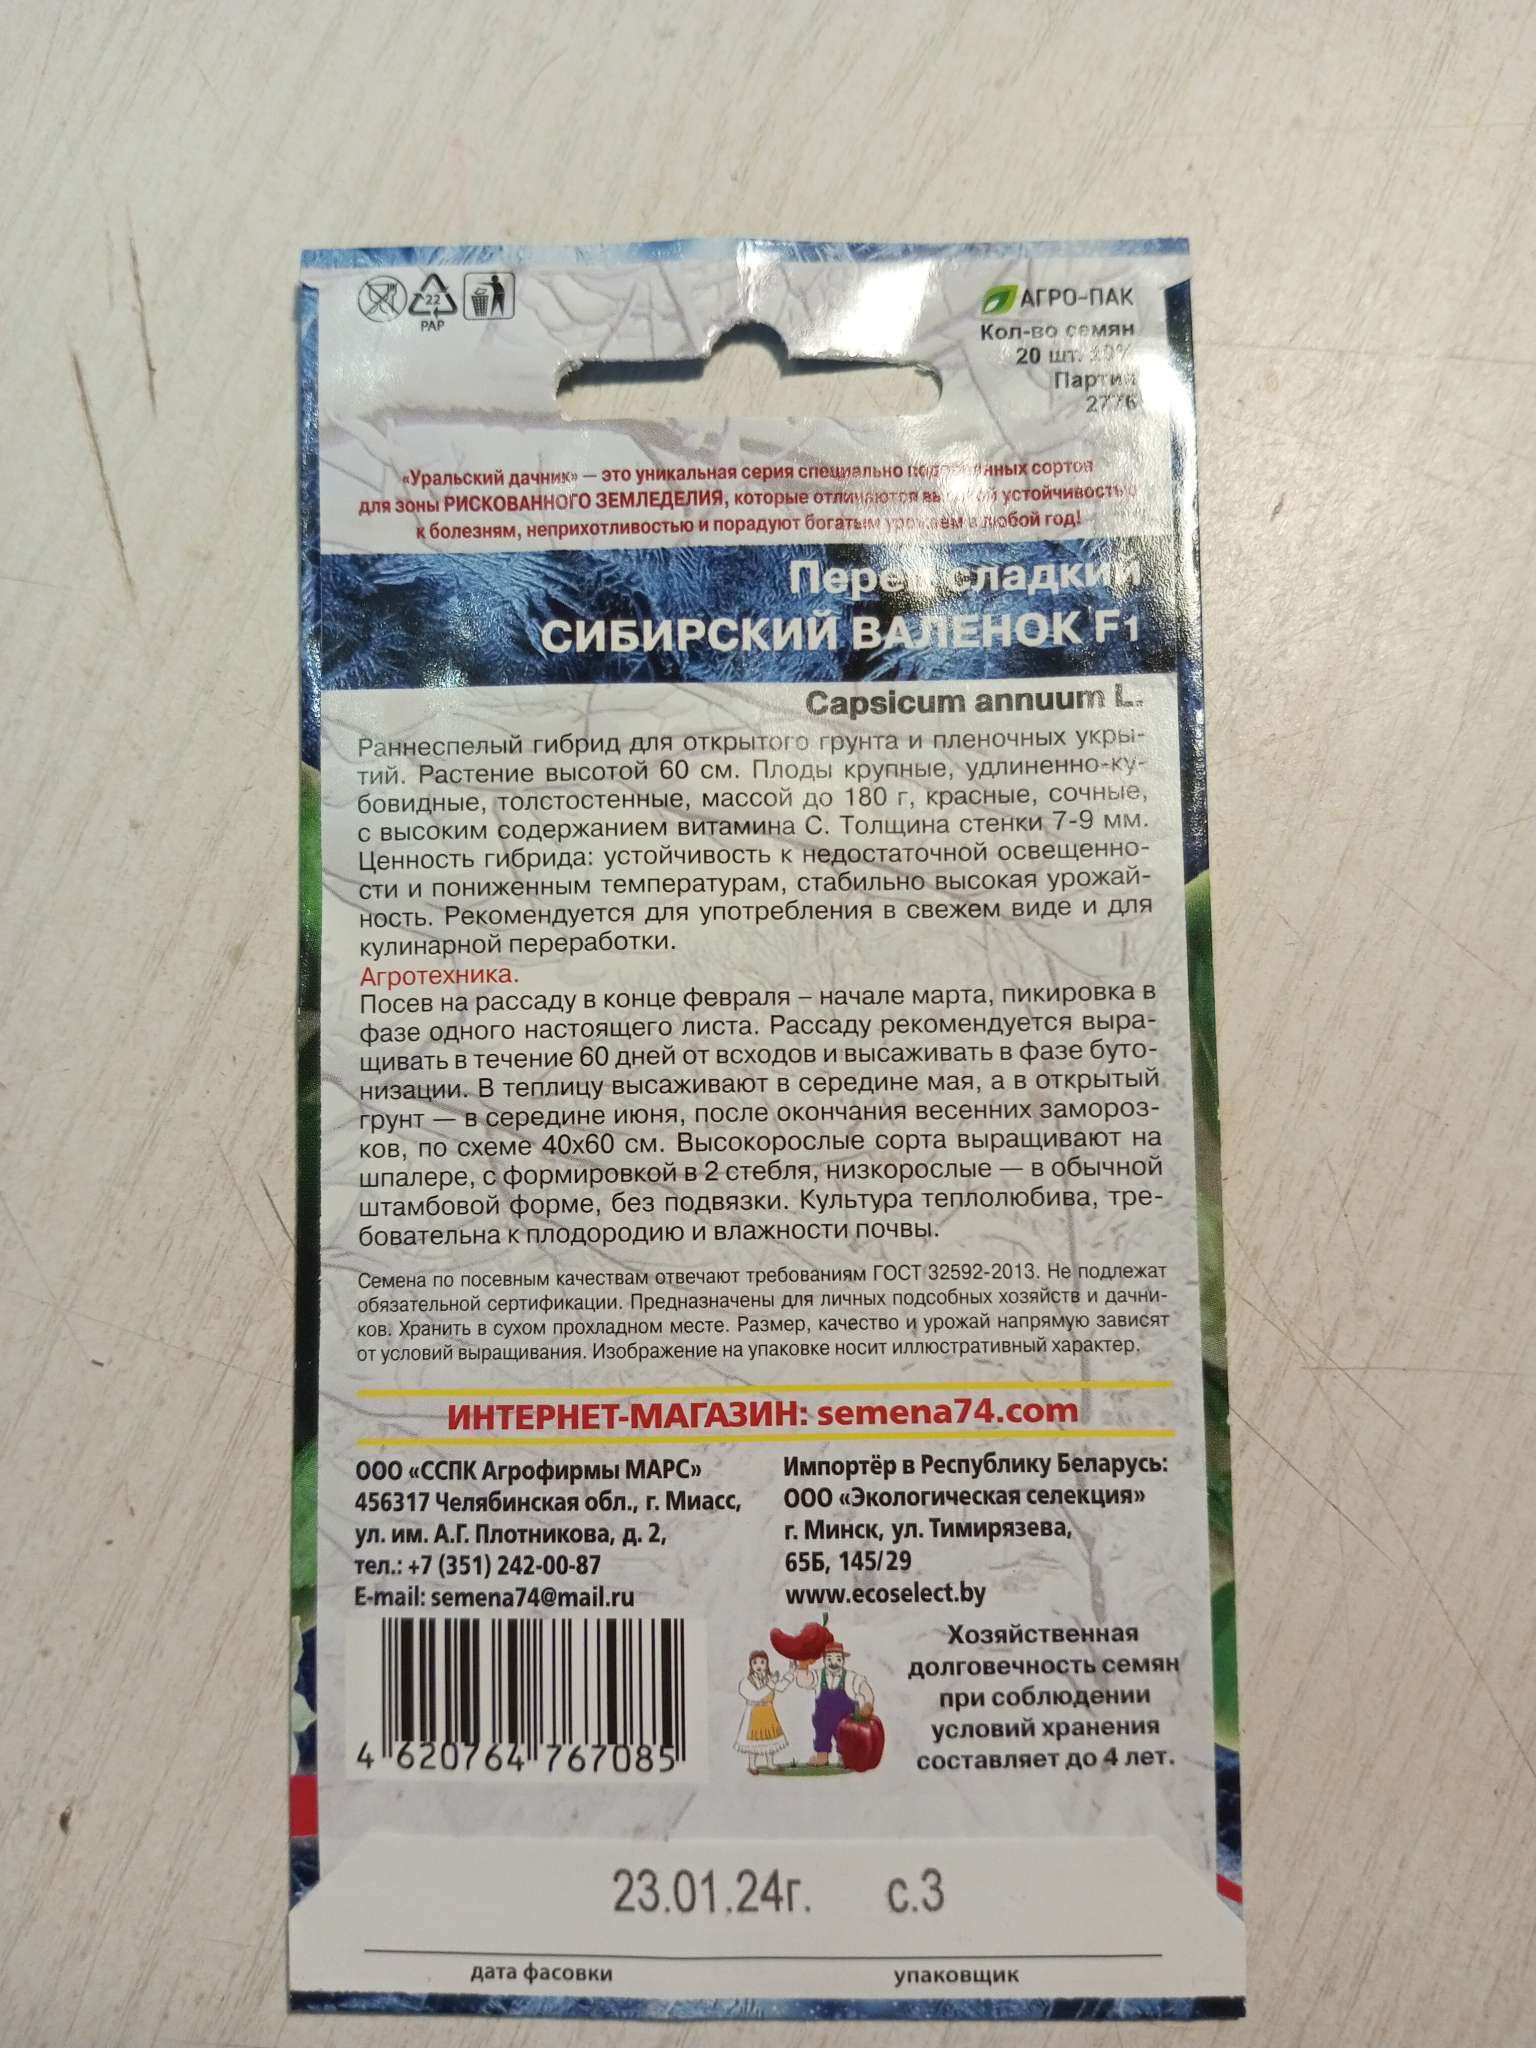 22
PAP
АГРО-ПАК
Кол-во семян
20 шт.
Партия
2776
«Уральский дачник» — это уникальная серия специально сортов
для зоны РИСКОВАННОГО ЗЕМЛЕДЕЛИЯ, которые отличаются высокой устойчивостью
к болезням, неприхотливостью и порадуют богатым урожаем в любой год!
Перец сладкий
СИБИРСКИЙ ВАЛЕНОК F1
Capsicum annuum L.
Раннеспелый гибрид для открытого грунта и пленочных укры-
тий. Растение высотой 60 см. Плоды крупные, удлиненно-ку-
бовидные, толстостенные, массой до 180 г, красные, сочные,
с высоким содержанием витамина С. Толщина стенки 7-9 мм.
Ценность гибрида: устойчивость к недостаточной освещенно-
сти и пониженным температурам, стабильно высокая урожай-
ность. Рекомендуется для употребления в свежем виде и для
кулинарной переработки.
Агротехника.
Посев на рассаду в конце февраля – начале марта, пикировка в
фазе одного настоящего листа. Рассаду рекомендуется выра-
щивать в течение 60 дней от всходов и высаживать в фазе буто-
низации. В теплицу высаживают в середине мая, а в открытый
грунт — в середине июня, после окончания весенних замороз-
ков, по схеме 40х60 см. Высокорослые сорта выращивают на
шпалере, с формировкой в 2 стебля, низкорослые — в обычной
штамбовой форме, без подвязки. Культура теплолюбива, тре-
бовательна к плодородию и влажности почвы.
Семена по посевным качествам отвечают требованиям ГОСТ 32592-2013. Не подлежат
обязательной сертификации. Предназначены для личных подсобных хозяйств и дачни-
ков. Хранить в сухом прохладном месте. Размер, качество и урожай напрямую зависят
от условий выращивания. Изображение на упаковке носит иллюстративный характер.
ИНТЕРНЕТ-МАГАЗИН: semena74.com
ООО «ССПК Агрофирмы МАРС»
456317 Челябинская обл., г. Миасс,
ул. им. А.Г. Плотникова, д. 2,
тел.: +7 (351) 242-00-87
E-mail: semena74@mail.ru
Импортёр в Республику Беларусь:
ООО «Экологическая селекция»
г. Минск, ул. Тимирязева,
65Б, 145/29
www.ecoselect.by
4 620764 767085
Хозяйственная
долговечность семян
при соблюдении
условий хранения
составляет до 4 лет.
23.01.24г. с.3
дата фасовки упаковщик